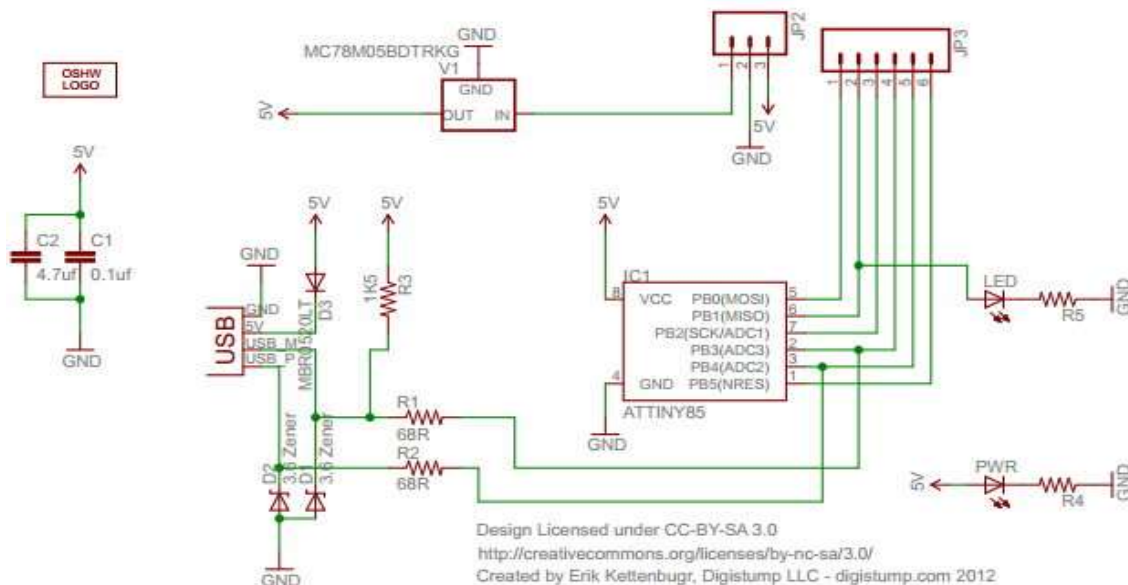 OSHW
LOGO
MC78M05BDTRKG
V1
GND
GND
OUT
IN
5V
JP2
1
2
3
5V
GND
JP3
1
2
3
4
5
6
5V
C2
4.7uf
C1
0.1uf
GND
USB
GND
5V
USB_M
USB_P
GND
5V
D3
MBR0520LT
5V
1K5
R3
D2
3.6 Zener
D1
3.6 Zener
GND
R1
68R
R2
68R
5V
IC1
8
VCC
4
GND
GND
PB0(MOSI)
5
PB1(MISO)
6
PB2(SCK/ADC1)
7
PB3(ADC3)
2
PB4(ADC2)
3
PB5(NRES)
1
ATTINY85
LED
R5
GND
5V
PWR
R4
GND
Design Licensed under CC-BY-SA 3.0
http://creativecommons.org/licenses/by-nc-sa/3.0/
Created by Erik Kettenbugr, Digistump LLC - digistump.com 2012